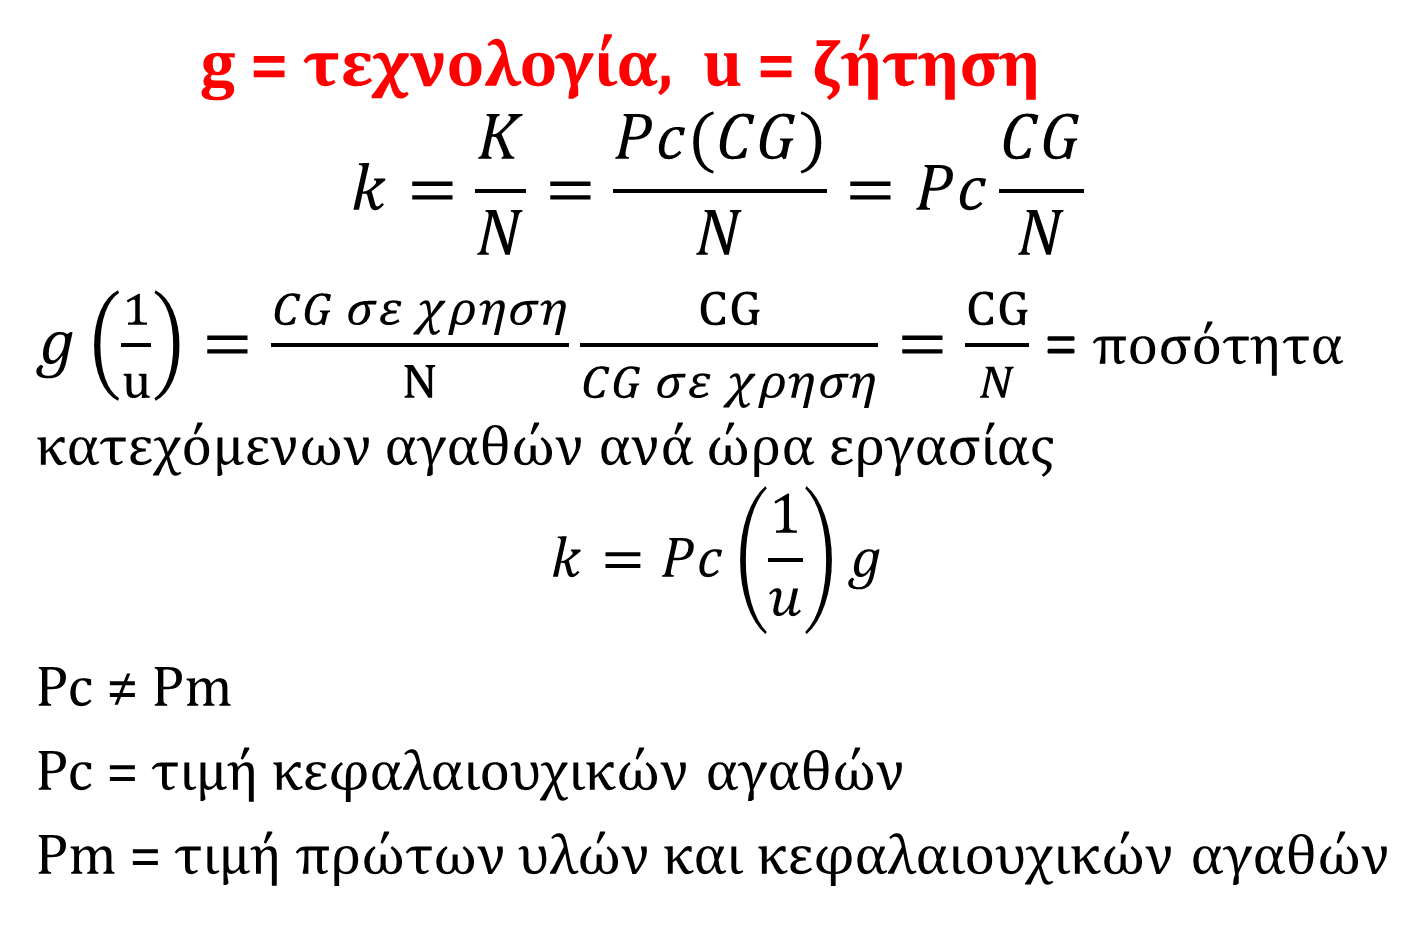 g = τεχνολογία, u = ζήτηση
k = K/N = Pc(CG)/N = Pc CG/N
g (1/u) = CG σε χρηση/N CG/CG σε χρηση = CG/N = ποσότητα
κατεχόμενων αγαθών ανά ώρα εργασίας
k = Pc (1/u) g
Pc ≠ Pm
Pc = τιμή κεφαλαιουχικών αγαθών
Pm = τιμή πρώτων υλών και κεφαλαιουχικών αγαθών